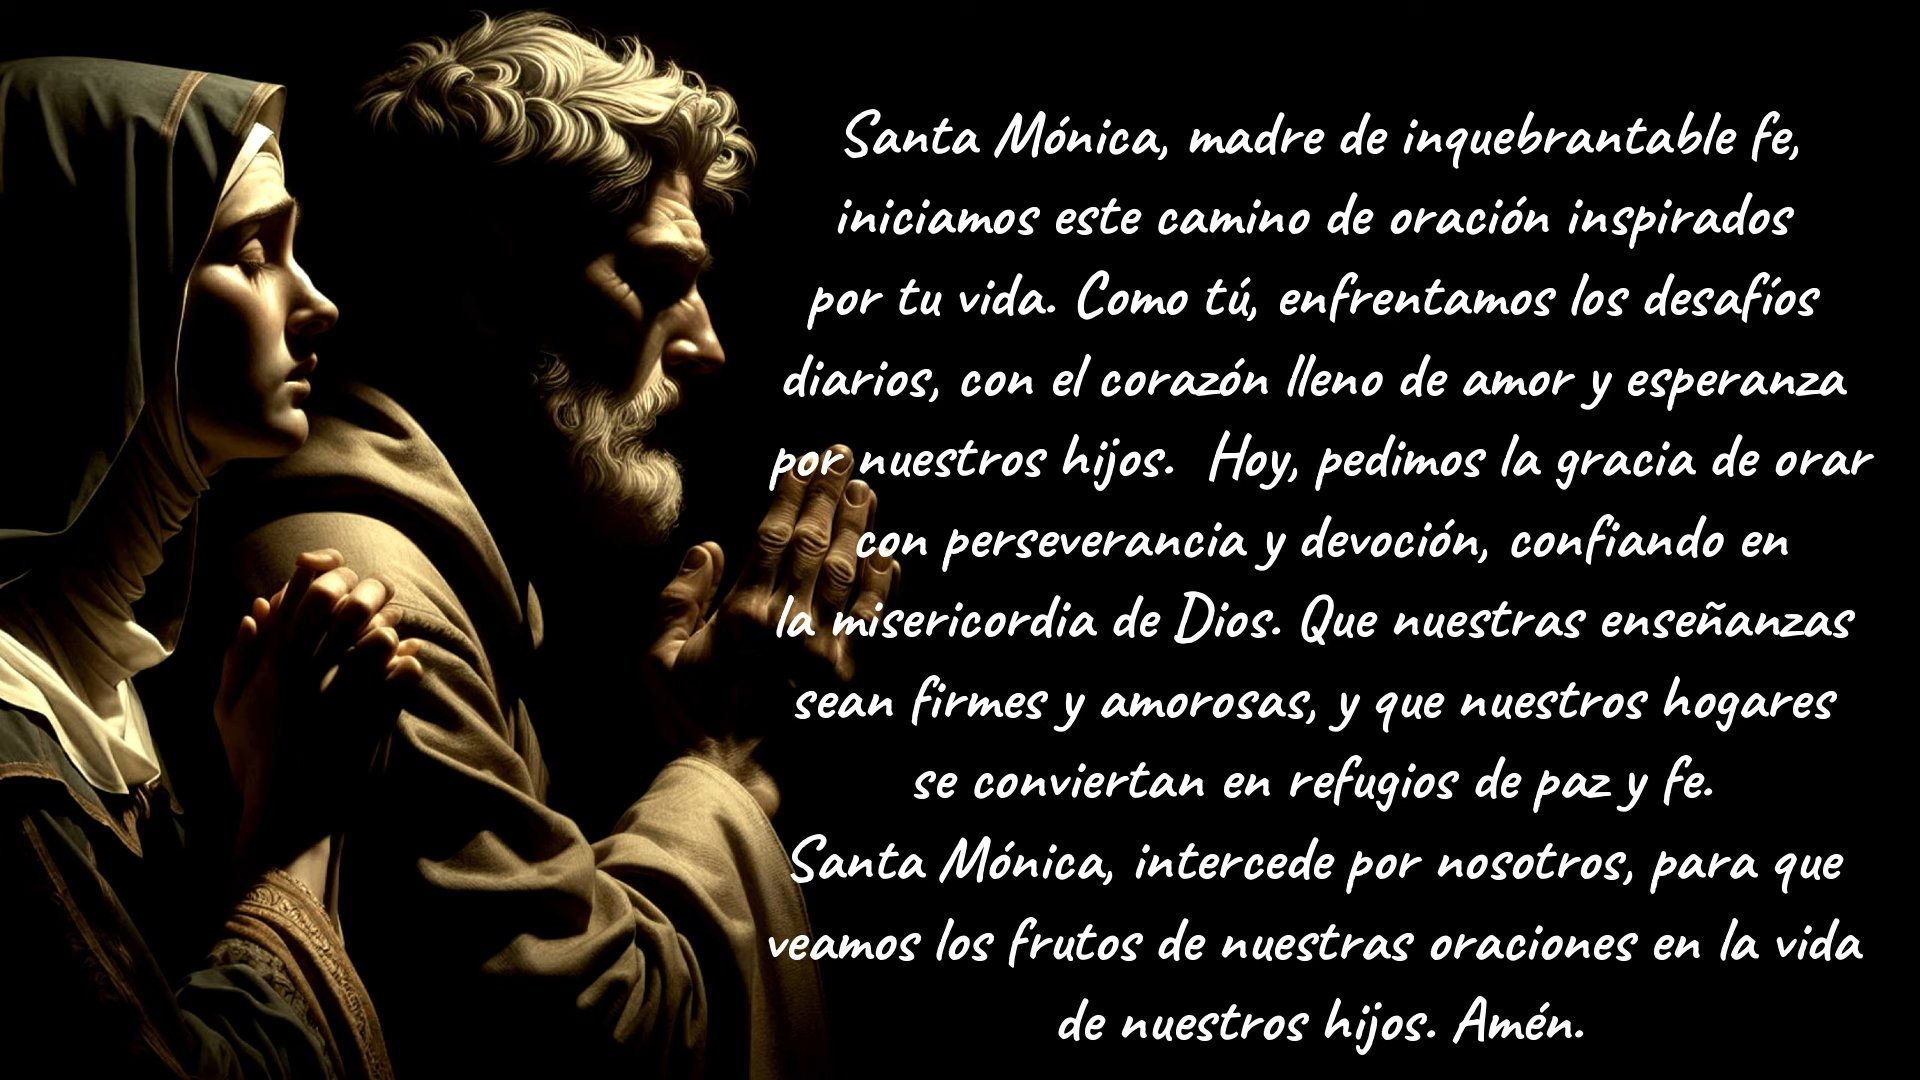 Santa Mónica, madre de inquebrantable fe,
iniciamos este camino de oración inspirados
por tu vida. Como tú, enfrentamos los desafíos
diarios, con el corazón lleno de amor y esperanza
por nuestros hijos.  Hoy, pedimos la gracia de orar
con perseverancia y devoción, confiando en
la misericordia de Dios. Que nuestras enseñanzas
sean firmes y amorosas, y que nuestros hogares
se conviertan en refugios de paz y fe.
Santa Mónica, intercede por nosotros, para que
veamos los frutos de nuestras oraciones en la vida
de nuestros hijos. Amén.